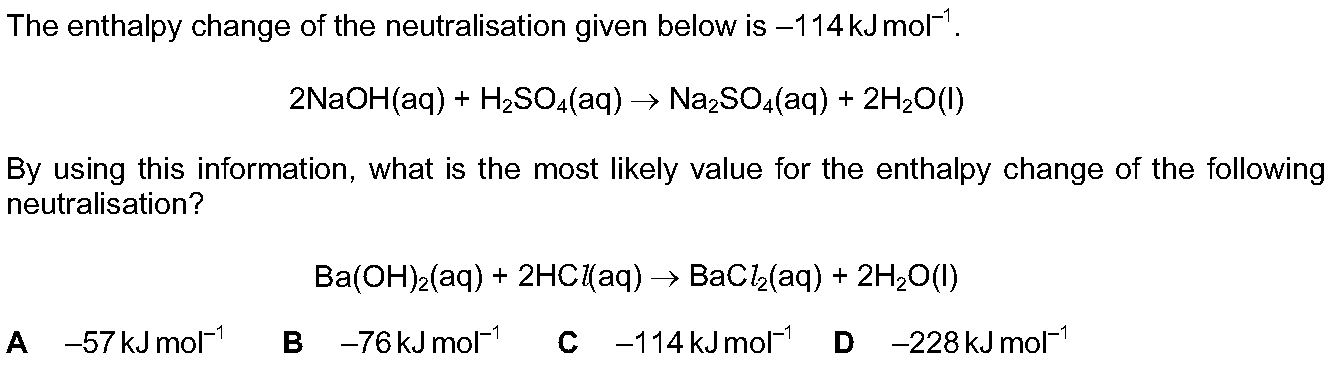 The enthalpy change of the neutralisation given below is –114 kJ mol⁻¹.
2NaOH(aq) + H₂SO₄(aq) → Na₂SO₄(aq) + 2H₂O(l)
By using this information, what is the most likely value for the enthalpy change of the following
neutralisation?
Ba(OH)₂(aq) + 2HCl(aq) → BaCl₂(aq) + 2H₂O(l)
A –57 kJ mol⁻¹ B –76 kJ mol⁻¹ C –114 kJ mol⁻¹ D –228 kJ mol⁻¹